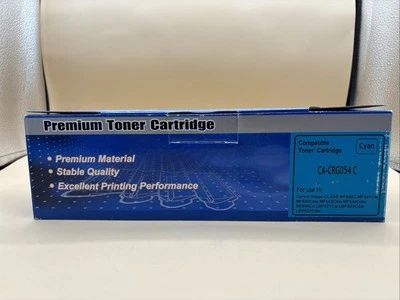 Premium Toner Cartridge
• Premium Material
• Stable Quality
• Excellent Printing Performance
Compatible
Toner Cartridge
Cyan
CA-CRG054 C
For use in: